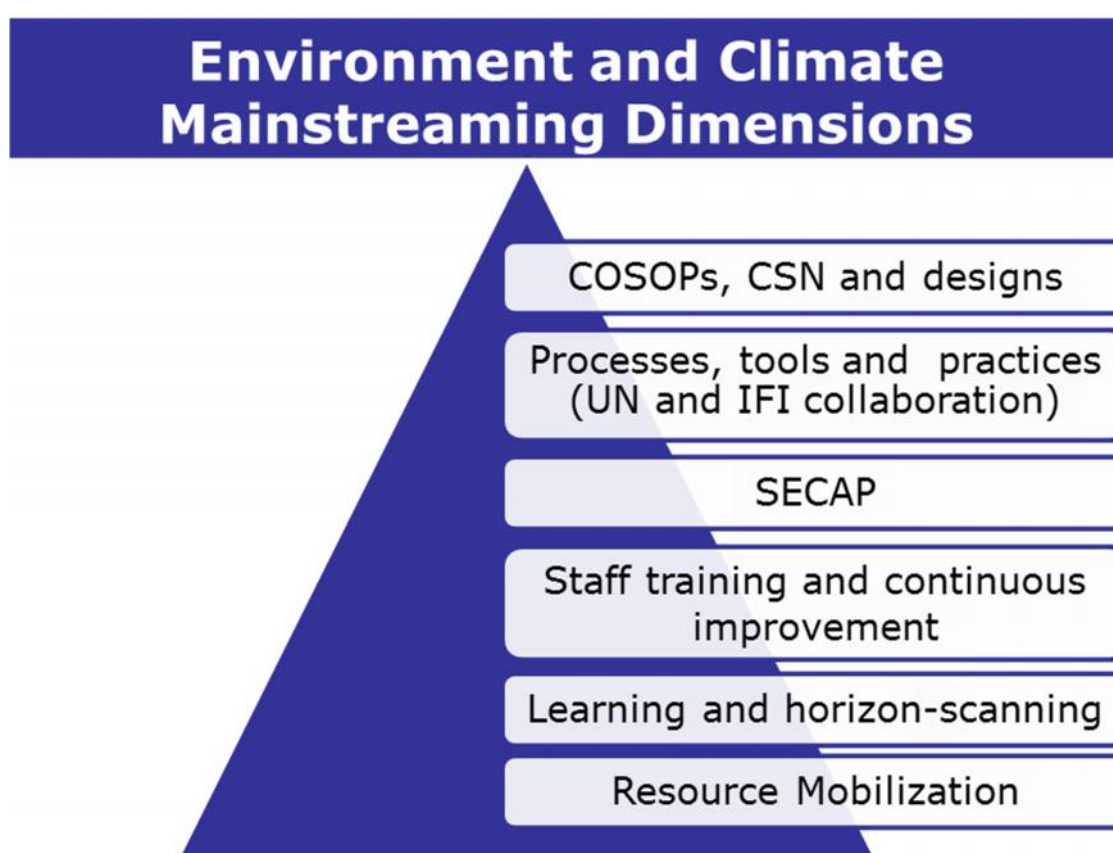 Environment and Climate
Mainstreaming Dimensions
COSOPs, CSN and designs
Processes, tools and practices
(UN and IFI collaboration)
SECAP
Staff training and continuous
improvement
Learning and horizon-scanning
Resource Mobilization